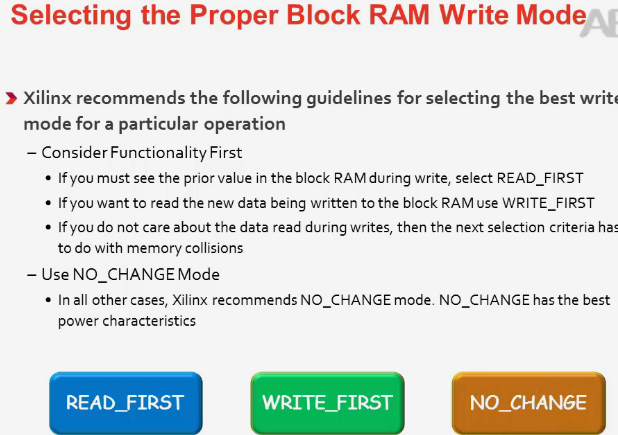 Selecting the Proper Block RAM Write Mode
Xilinx recommends the following guidelines for selecting the best write
mode for a particular operation
– Consider Functionality First
• If you must see the prior value in the block RAM during write, select READ_FIRST
• If you want to read the new data being written to the block RAM use WRITE_FIRST
• If you do not care about the data read during writes, then the next selection criteria has
to do with memory collisions
– Use NO_CHANGE Mode
• In all other cases, Xilinx recommends NO_CHANGE mode. NO_CHANGE has the best
power characteristics
READ_FIRST WRITE_FIRST NO_CHANGE